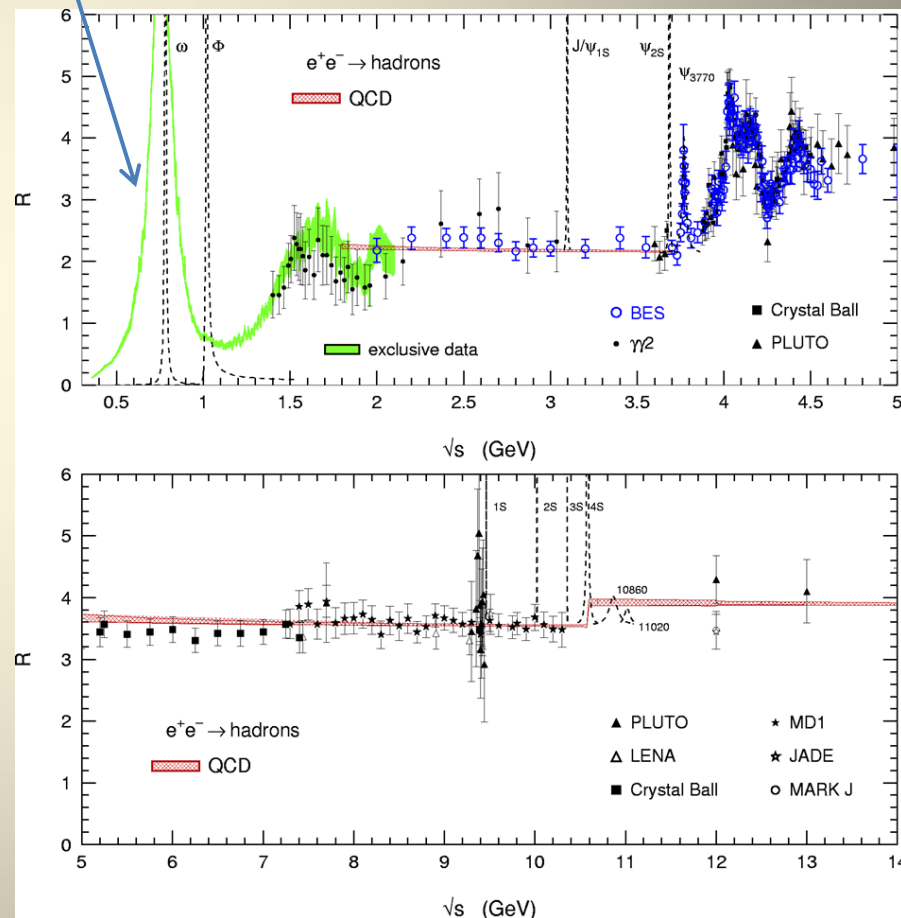 6
5
4
3
2
1
0
R
ω Φ J/ψ1S ψ2S
ψ3770
e+e− → hadrons
QCD
BES Crystal Ball
γγ2 PLUTO
exclusive data
0.5 1 1.5 2 2.5 3 3.5 4 4.5 5
√s (GeV)
6
5
4
3
2
1
0
R
1S 2S 3S 4S
10860
11020
e+e− → hadrons
QCD
PLUTO MD1
LENA JADE
Crystal Ball MARK J
5 6 7 8 9 10 11 12 13 14
√s (GeV)